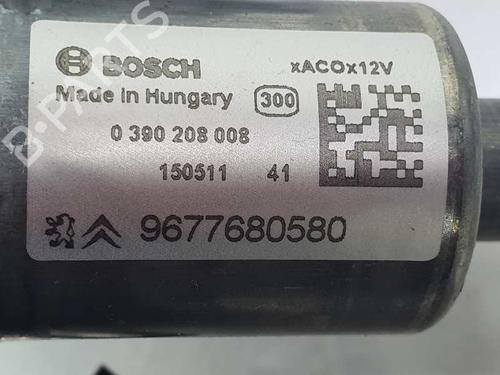 BOSCH xACOx12V
Made in Hungary 300
0 390 208 008
150511 41
9677680580
B-PARTS